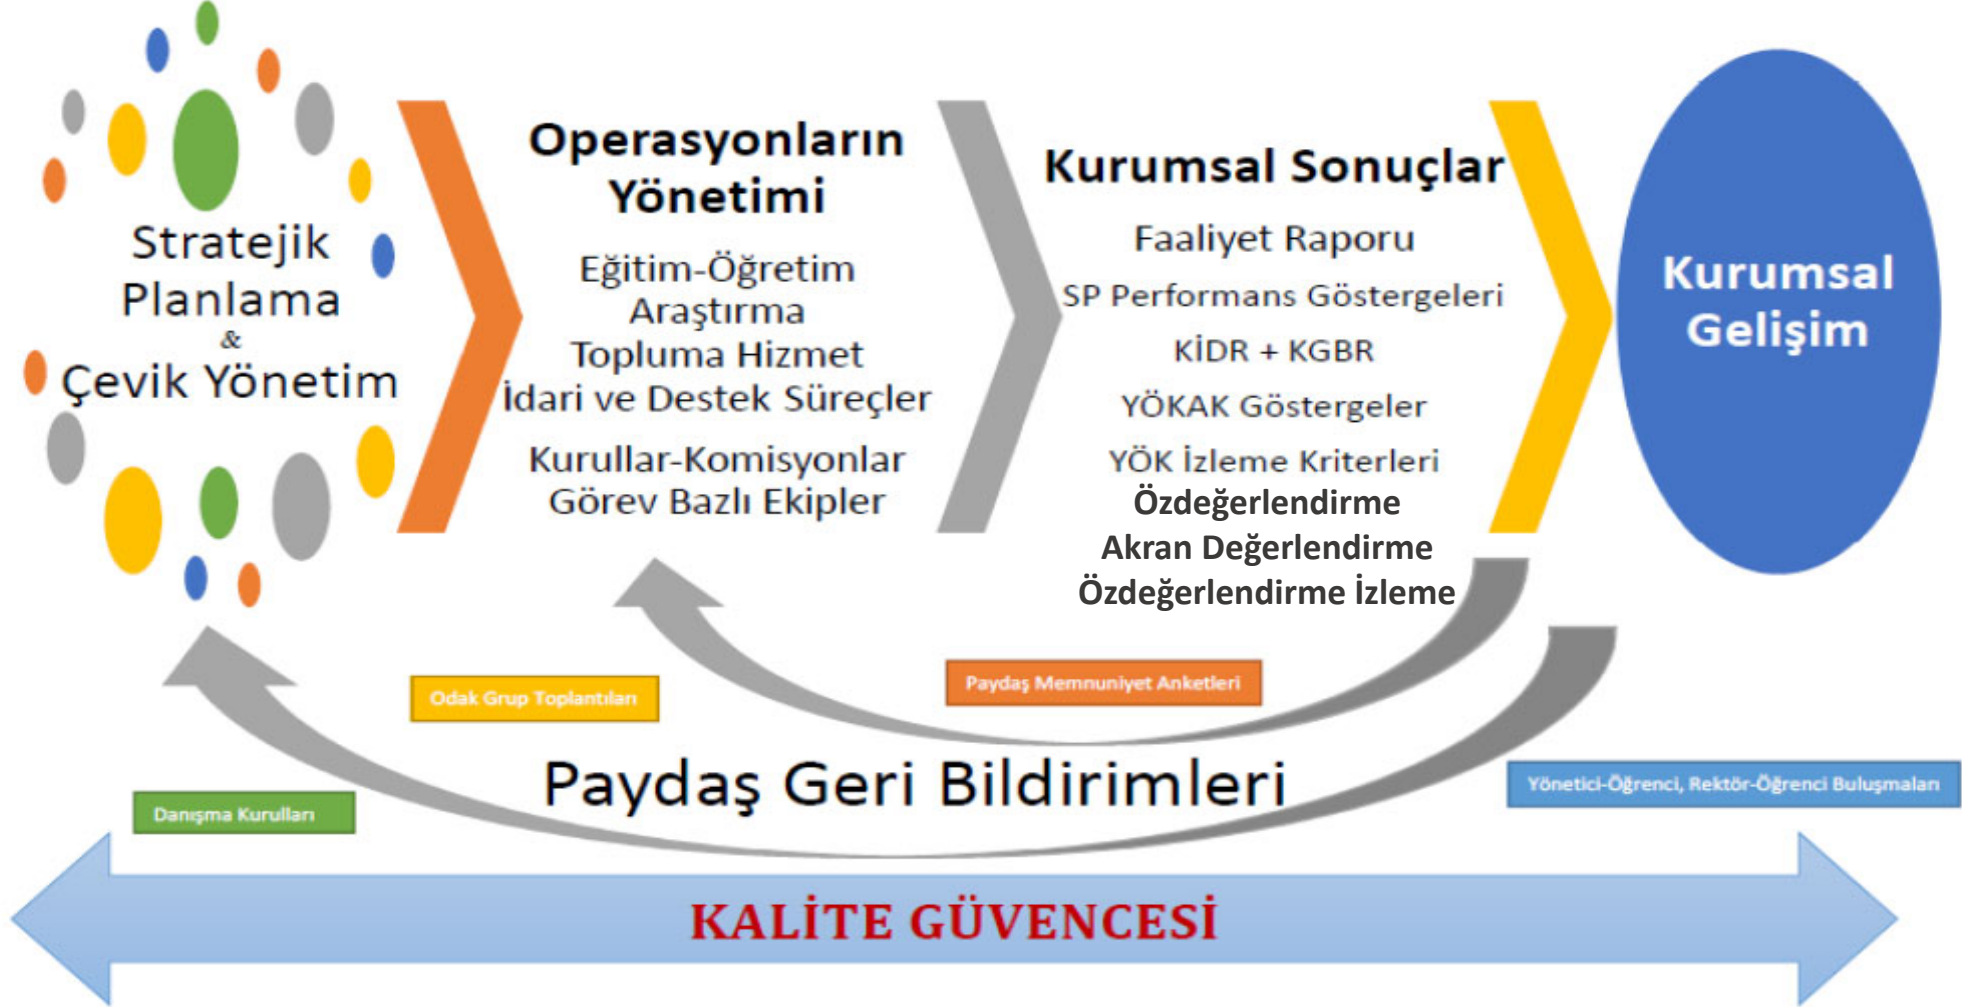 Stratejik
Planlama
&
Çevik Yönetim
Operasyonların
Yönetimi
Eğitim-Öğretim
Araştırma
Topluma Hizmet
İdari ve Destek Süreçler
Kurullar-Komisyonlar
Görev Bazlı Ekipler
Kurumsal Sonuçlar
Faaliyet Raporu
SP Performans Göstergeleri
KİDR + KGBR
YÖKAK Göstergeler
YÖK İzleme Kriterleri
Özdeğerlendirme
Akran Değerlendirme
Özdeğerlendirme İzleme
Kurumsal
Gelişim
Odak Grup Toplantıları
Paydaş Memnuniyet Anketleri
Paydaş Geri Bildirimleri
Danışma Kurulları
Yönetici-Öğrenci, Rektör-Öğrenci Buluşmaları
KALİTE GÜVENCESİ